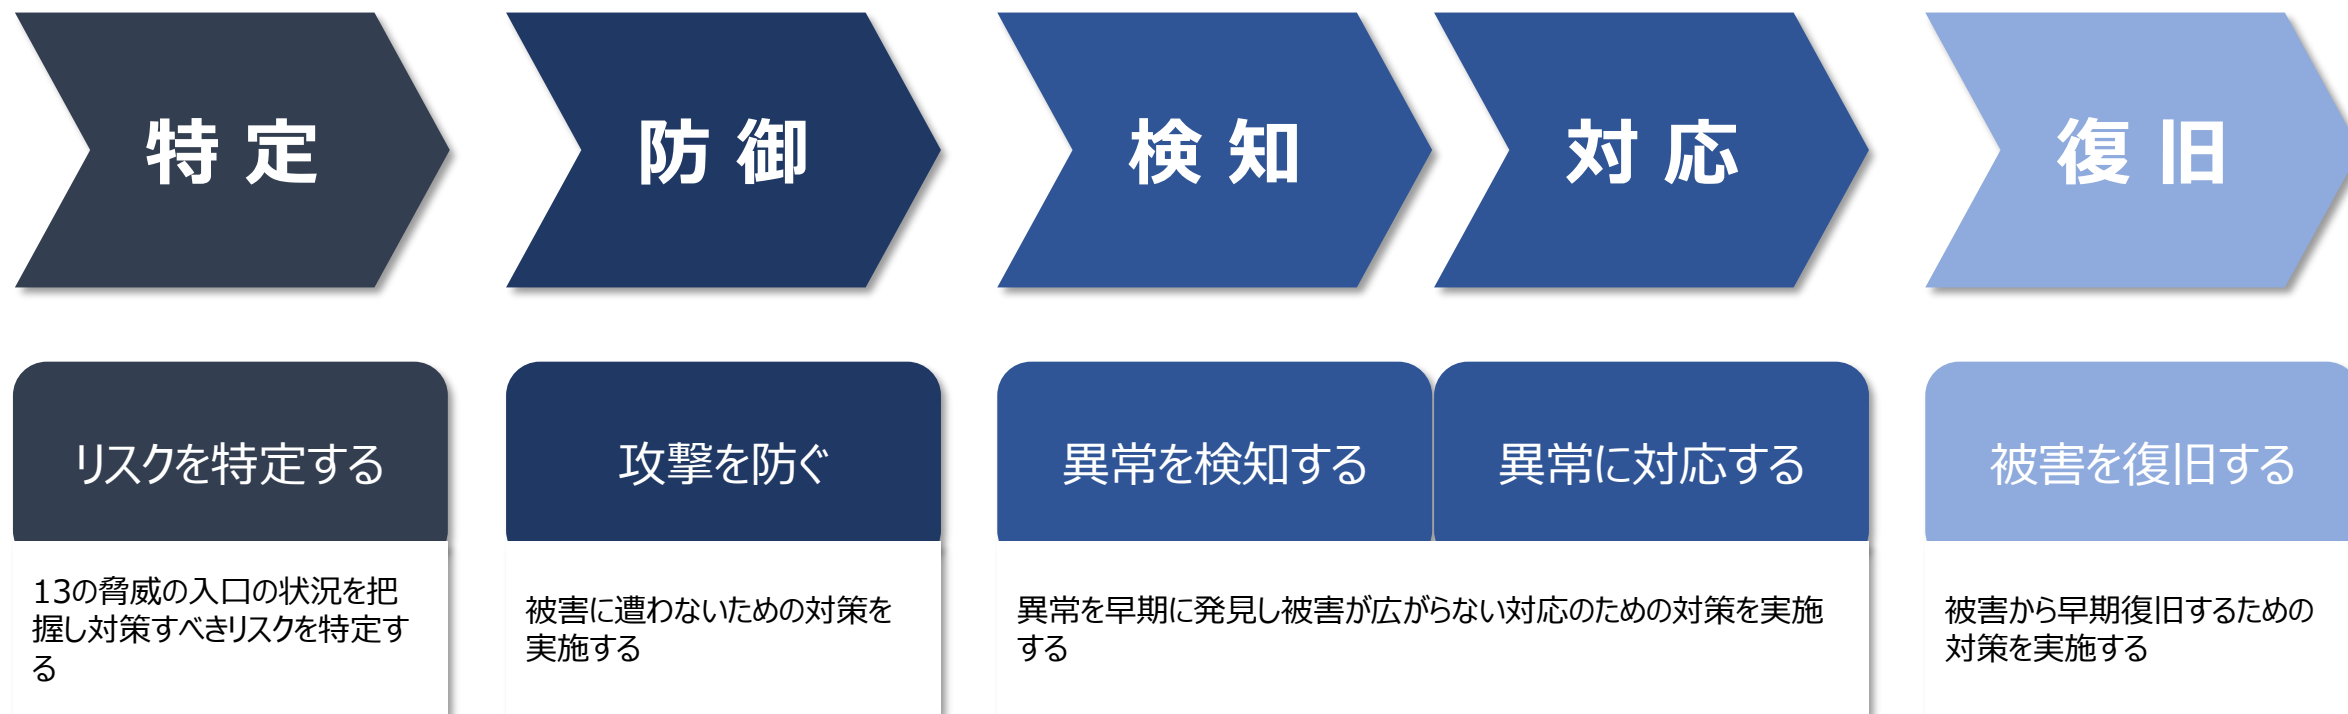 特 定
防 御
検 知
対 応
復 旧
リスクを特定する
攻撃を防ぐ
異常を検知する
異常に対応する
被害を復旧する
13の脅威の入口の状況を把
握し対策すべきリスクを特定す
る
被害に遭わないための対策を
実施する
異常を早期に発見し被害が広がらない対応のための対策を実施
する
被害から早期復旧するための
対策を実施する